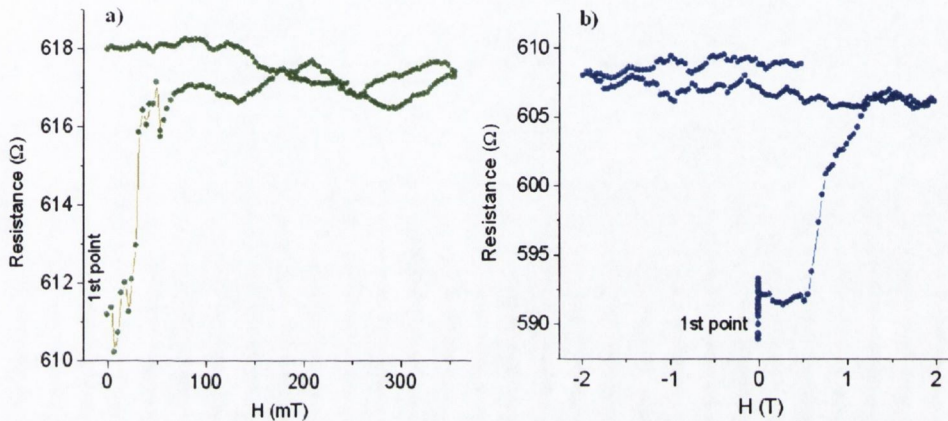 a)
618
616
614
612
610
Resistance (Ω)
1st point
0
100
200
300
H (mT)
b)
610
605
600
595
590
Resistance (Ω)
1st point
-2
-1
0
1
2
H (T)